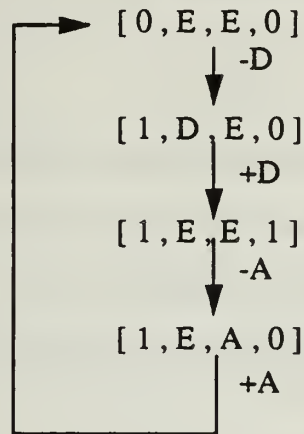 [ 0 , E , E , 0 ]
-D
[ 1 , D , E , 0 ]
+D
[ 1 , E , E , 1 ]
-A
[ 1 , E , A , 0 ]
+A